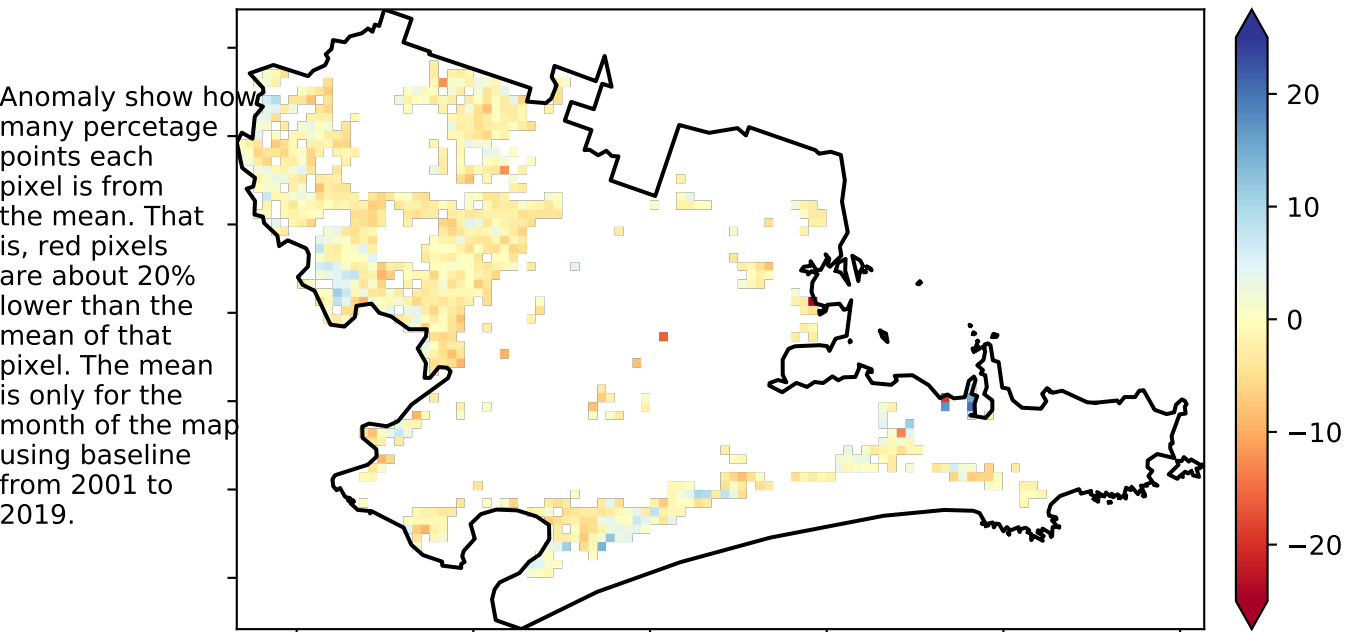 Anomaly show how
many percetage
points each
pixel is from
the mean. That
is, red pixels
are about 20%
lower than the
mean of that
pixel. The mean
is only for the
month of the map
using baseline
from 2001 to
2019.
20
10
0
−10
−20